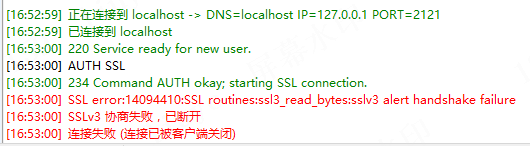 [16:52:59] 正在连接到 localhost -> DNS=localhost IP=127.0.0.1 PORT=2121
[16:52:59] 已连接到 localhost
[16:53:00] 220 Service ready for new user.
[16:53:00] AUTH SSL
[16:53:00] 234 Command AUTH okay; starting SSL connection.
[16:53:00] SSL error:14094410:SSL routines:ssl3_read_bytes:sslv3 alert handshake failure
[16:53:00] SSLv3 协商失败，已断开
[16:53:00] 连接失败 (连接已被客户端关闭)